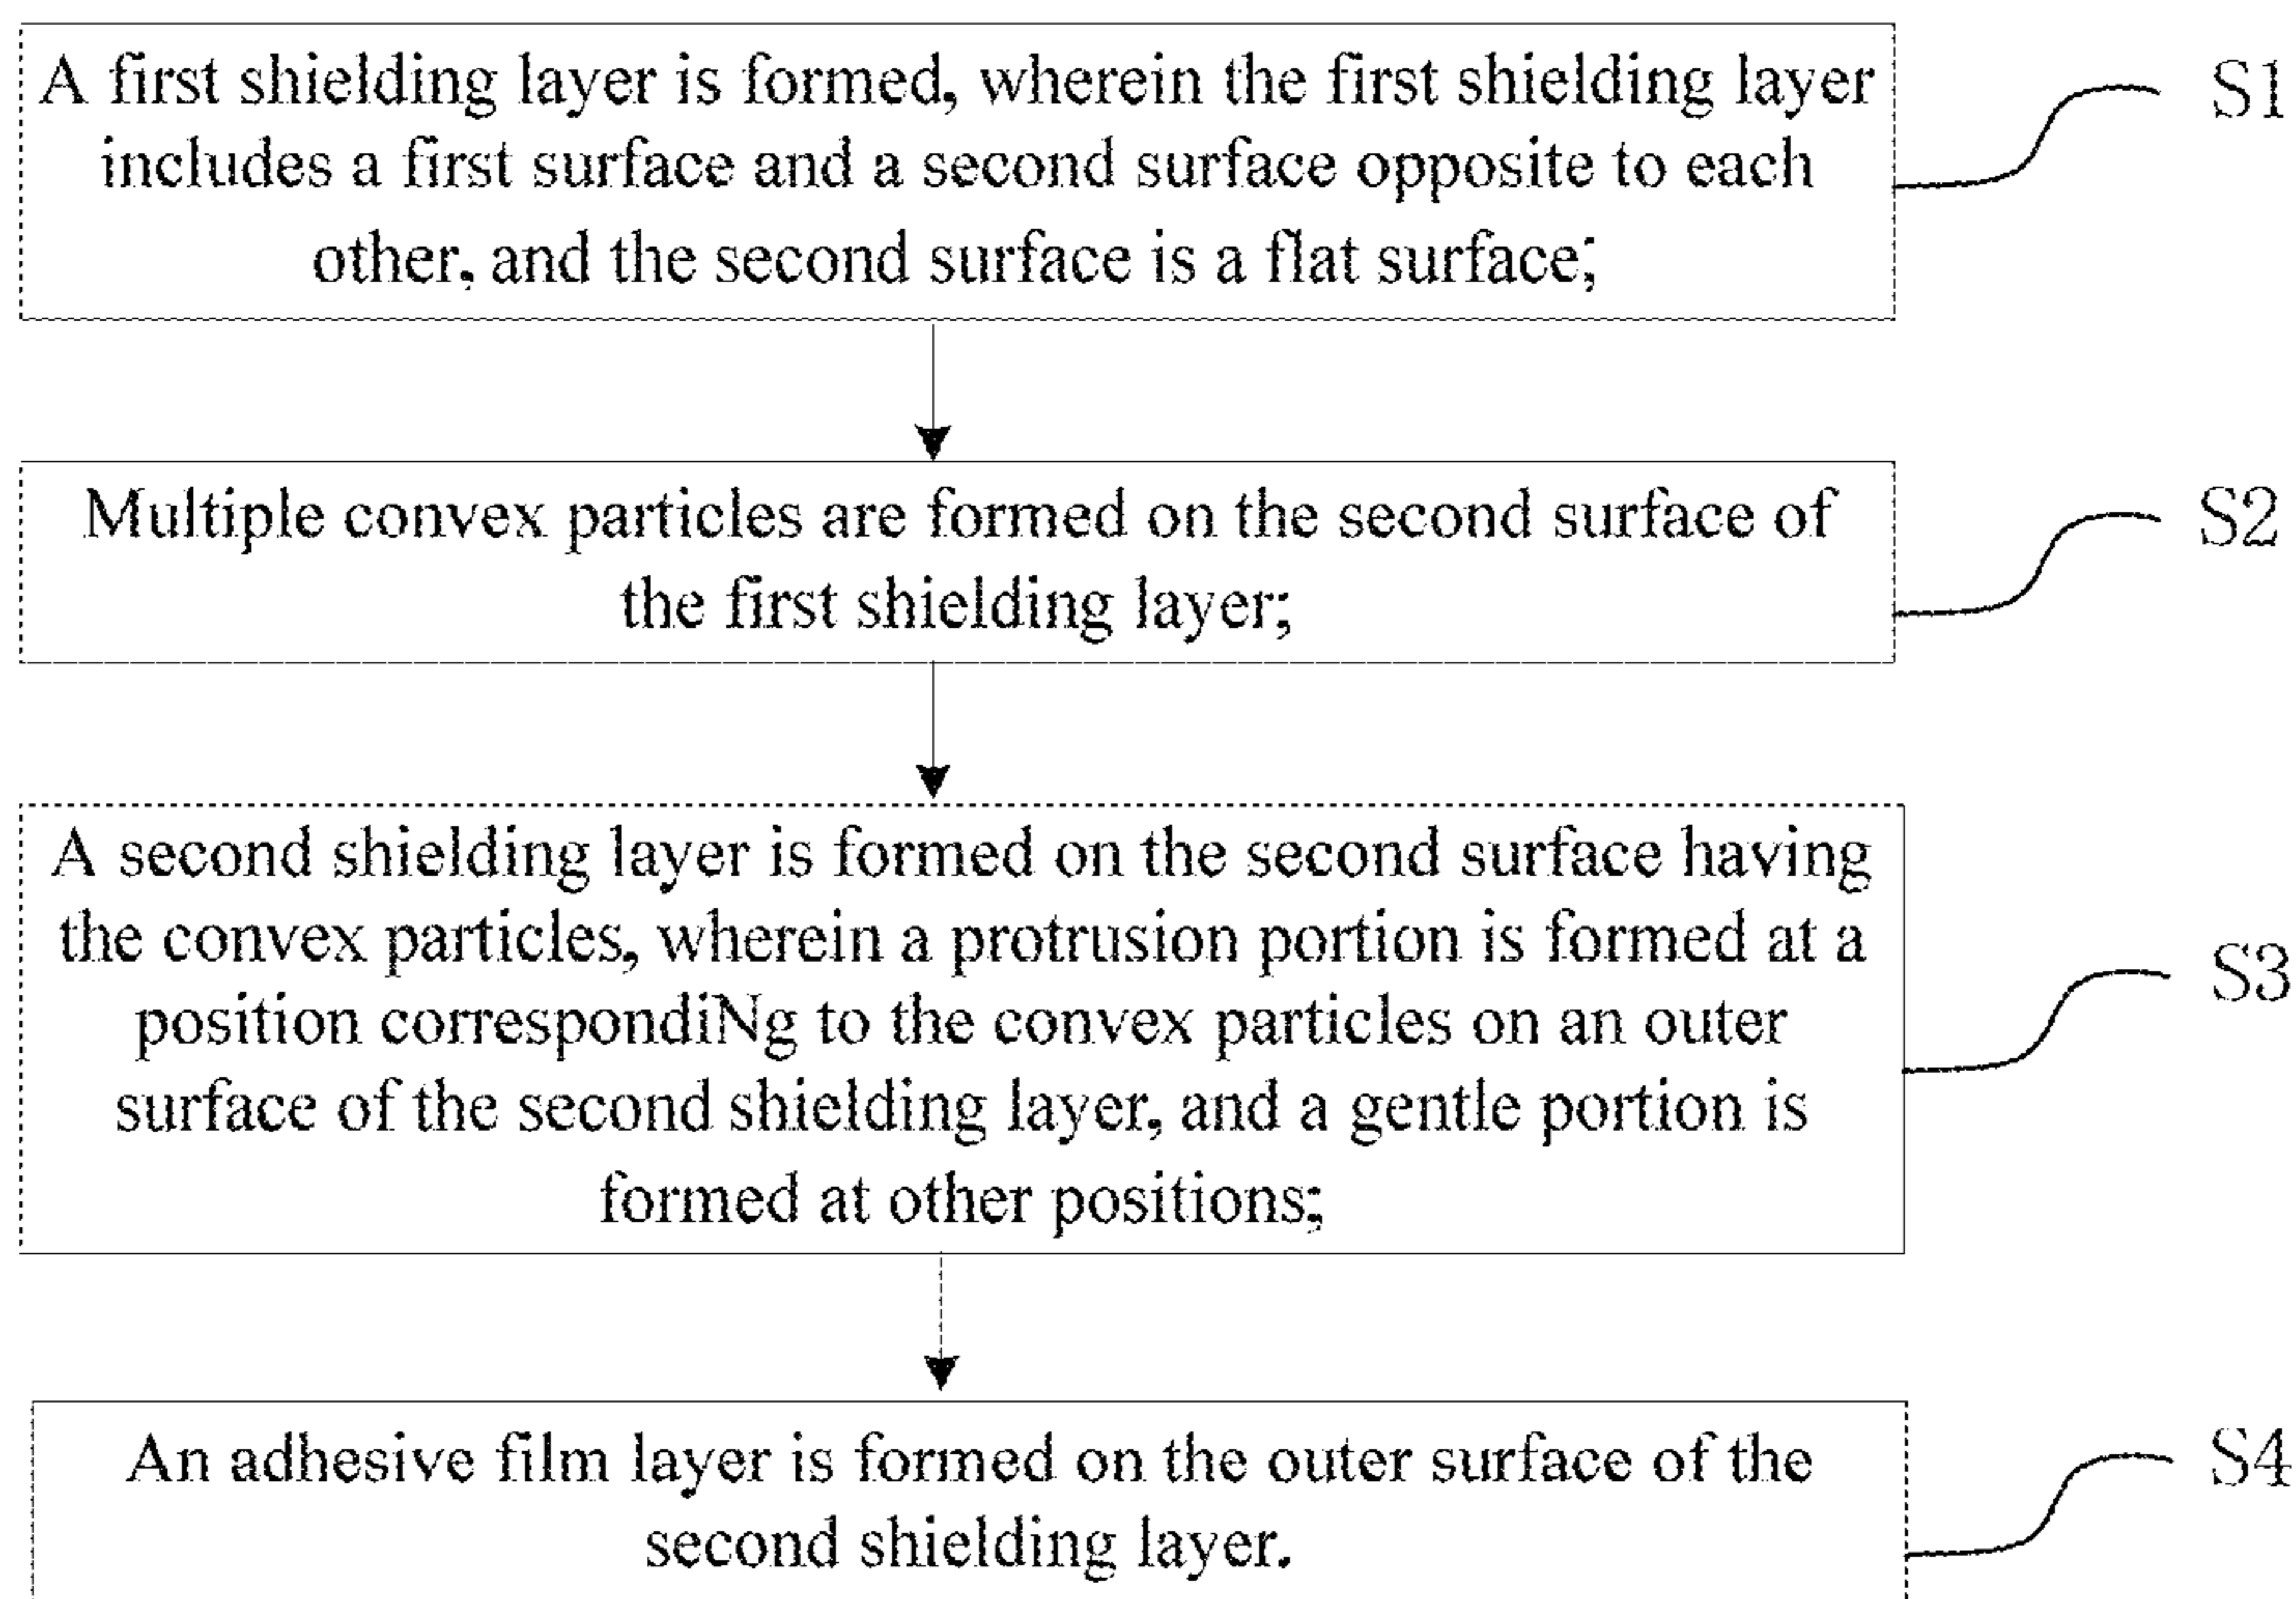 A first shielding layer is formed, wherein the first shielding layer
includes a first surface and a second surface opposite to each
other, and the second surface is a flat surface;
S1
Multiple convex particles are formed on the second surface of
the first shielding layer;
S2
A second shielding layer is formed on the second surface having
the convex particles, wherein a protrusion portion is formed at a
position correspondiNg to the convex particles on an outer
surface of the second shielding layer, and a gentle portion is
formed at other positions;
S3
An adhesive film layer is formed on the outer surface of the
second shielding layer.
S4